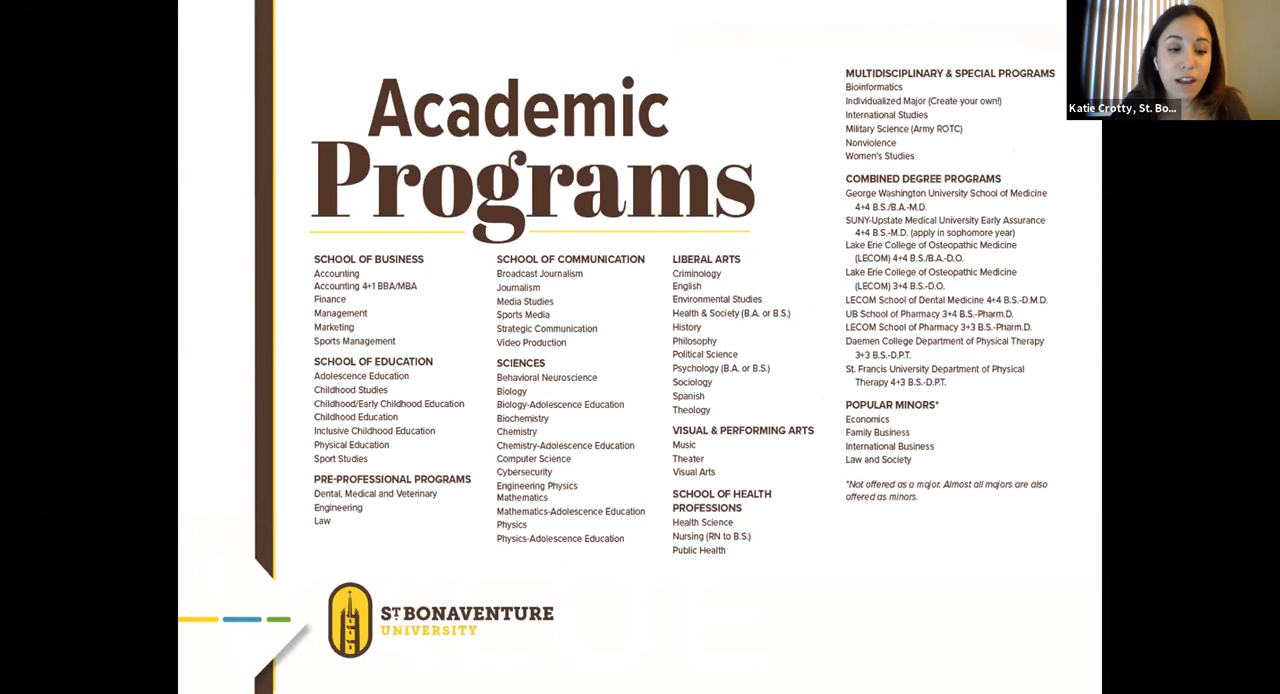 Academic
Programs
SCHOOL OF BUSINESS
Accounting
Accounting 4+1 BBA/MBA
Finance
Management
Marketing
Sports Management
SCHOOL OF EDUCATION
Adolescence Education
Childhood Studies
Childhood/Early Childhood Education
Childhood Education
Inclusive Childhood Education
Physical Education
Sport Studies
PRE-PROFESSIONAL PROGRAMS
Dental, Medical and Veterinary
Engineering
Law
SCHOOL OF COMMUNICATION
Broadcast Journalism
Journalism
Media Studies
Sports Media
Strategic Communication
Video Production
SCIENCES
Behavioral Neuroscience
Biology
Biology-Adolescence Education
Biochemistry
Chemistry
Chemistry-Adolescence Education
Computer Science
Cybersecurity
Engineering Physics
Mathematics
Mathematics-Adolescence Education
Physics
Physics-Adolescence Education
LIBERAL ARTS
Criminology
English
Environmental Studies
Health & Society (B.A. or B.S.)
History
Philosophy
Political Science
Psychology (B.A. or B.S.)
Sociology
Spanish
Theology
VISUAL & PERFORMING ARTS
Music
Theater
Visual Arts
SCHOOL OF HEALTH
PROFESSIONS
Health Science
Nursing (RN to B.S.)
Public Health
MULTIDISCIPLINARY & SPECIAL PROGRAMS
Bioinformatics
Individualized Major (Create your own!)
International Studies
Military Science (Army ROTC)
Nonviolence
Women's Studies
COMBINED DEGREE PROGRAMS
George Washington University School of Medicine
4+4 B.S./B.A.-M.D.
SUNY-Upstate Medical University Early Assurance
4+4 B.S.-M.D. (apply in sophomore year)
Lake Erie College of Osteopathic Medicine
(LECOM) 4+4 B.S./B.A.-D.O.
Lake Erie College of Osteopathic Medicine
(LECOM) 3+4 B.S.-D.O.
LECOM School of Dental Medicine 4+4 B.S.-D.M.D.
UB School of Pharmacy 3+4 B.S.-Pharm.D.
LECOM School of Pharmacy 3+3 B.S.-Pharm.D.
Daemen College Department of Physical Therapy
3+3 B.S.-D.P.T.
St. Francis University Department of Physical
Therapy 4+3 B.S.-D.P.T.
POPULAR MINORS*
Economics
Family Business
International Business
Law and Society
*Not offered as a major. Almost all majors are also
offered as minors.
Katie Crotty, St. Bo...
ST BONAVENTURE
UNIVERSITY